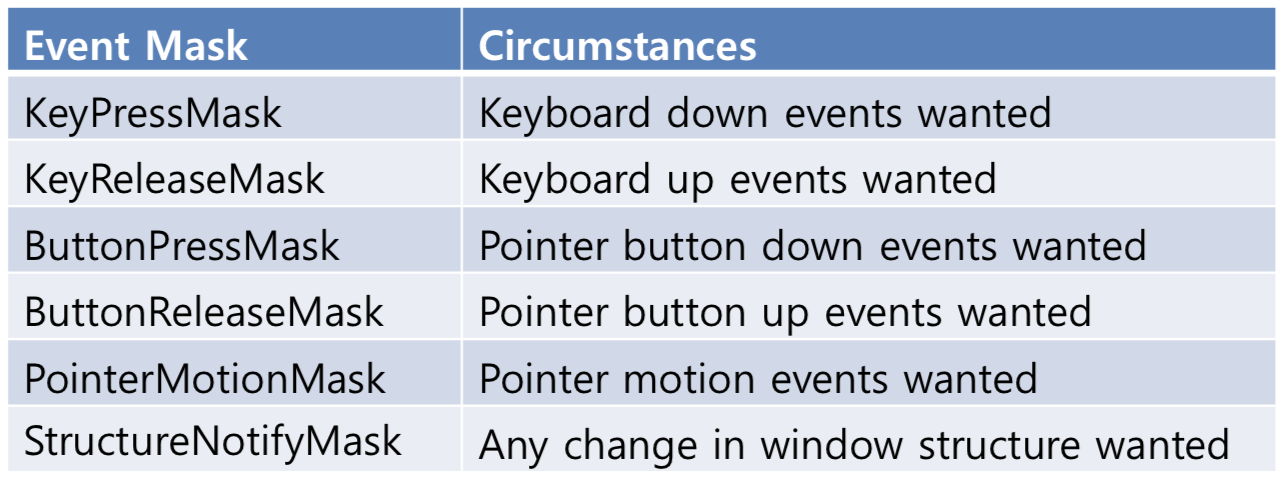 Event Mask Circumstances
KeyPressMask Keyboard down events wanted
KeyReleaseMask Keyboard up events wanted
ButtonPressMask Pointer button down events wanted
ButtonReleaseMask Pointer button up events wanted
PointerMotionMask Pointer motion events wanted
StructureNotifyMask Any change in window structure wanted